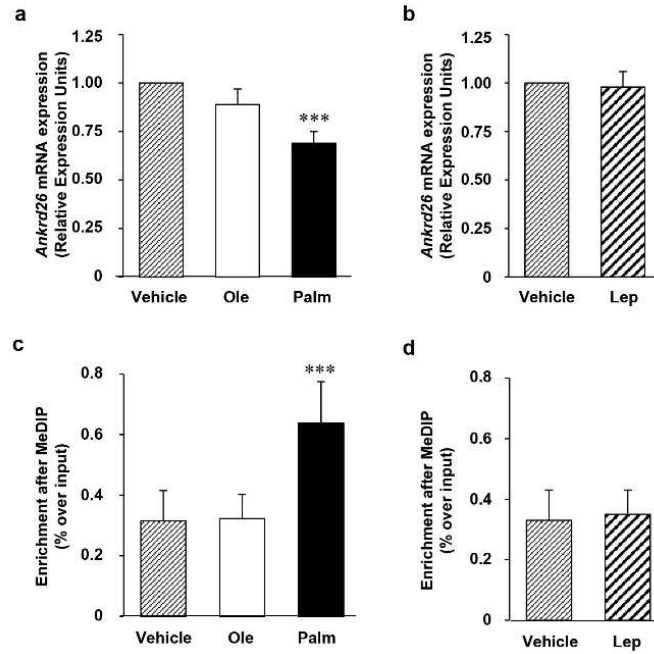 a
Ankrd26 mRNA expression
(Relative Expression Units)
1.25
1.00
0.75
0.50
0.25
0
***
Vehicle Ole Palm
b
Ankrd26 mRNA expression
(Relative Expression Units)
1.25
1.00
0.75
0.50
0.25
0
Vehicle Lep
c
Enrichment after MeDIP
(% over input)
0.8
0.6
0.4
0.2
0
***
Vehicle Ole Palm
d
Enrichment after MeDIP
(% over input)
0.8
0.6
0.4
0.2
0
Vehicle Lep